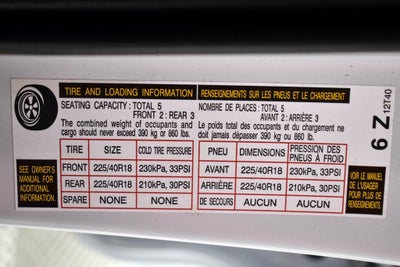 TIRE AND LOADING INFORMATION
SEATING CAPACITY: TOTAL 5
FRONT 2: REAR 3
The combined weight of occupants and
cargo should never exceed 390 kg or 860 lbs.
RENSEIGNEMENTS SUR LES PNEUS ET LE CHARGEMENT
NOMBRE DE PLACES: TOTAL 5
AVANT 2: ARRIÈRE 3
Le poids total des occupants et du chargement ne
doit jamais dépasser 390 kg ou 860 lb.
SEE OWNER'S
MANUAL FOR
ADDITIONAL
INFORMATION.
TIRE SIZE COLD TIRE PRESSURE
FRONT 225/40R18 230kPa, 33PSI
REAR 225/40R18 210kPa, 30PSI
SPARE NONE NONE
PNEU DIMENSIONS PRESSION DES
PNEUS À FROID
AVANT 225/40R18 230kPa, 33PSI
ARRIÈRE 225/40R18 210kPa, 30PSI
DE SECOURS AUCUN AUCUN
VOIR LE MANUEL
DE L'USAGER
POUR PLUS DE
RENSEIGNEMENTS.
6 Z 12T40